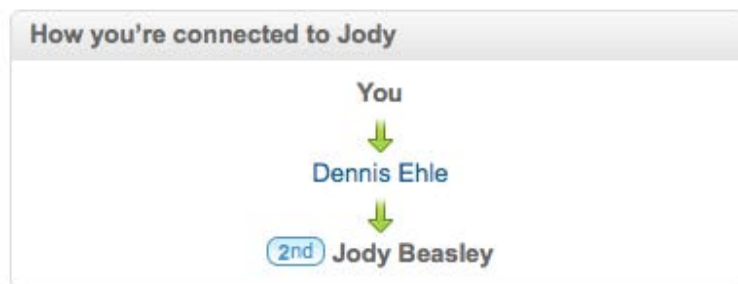 How you’re connected to Jody
You
Dennis Ehle
2nd Jody Beasley